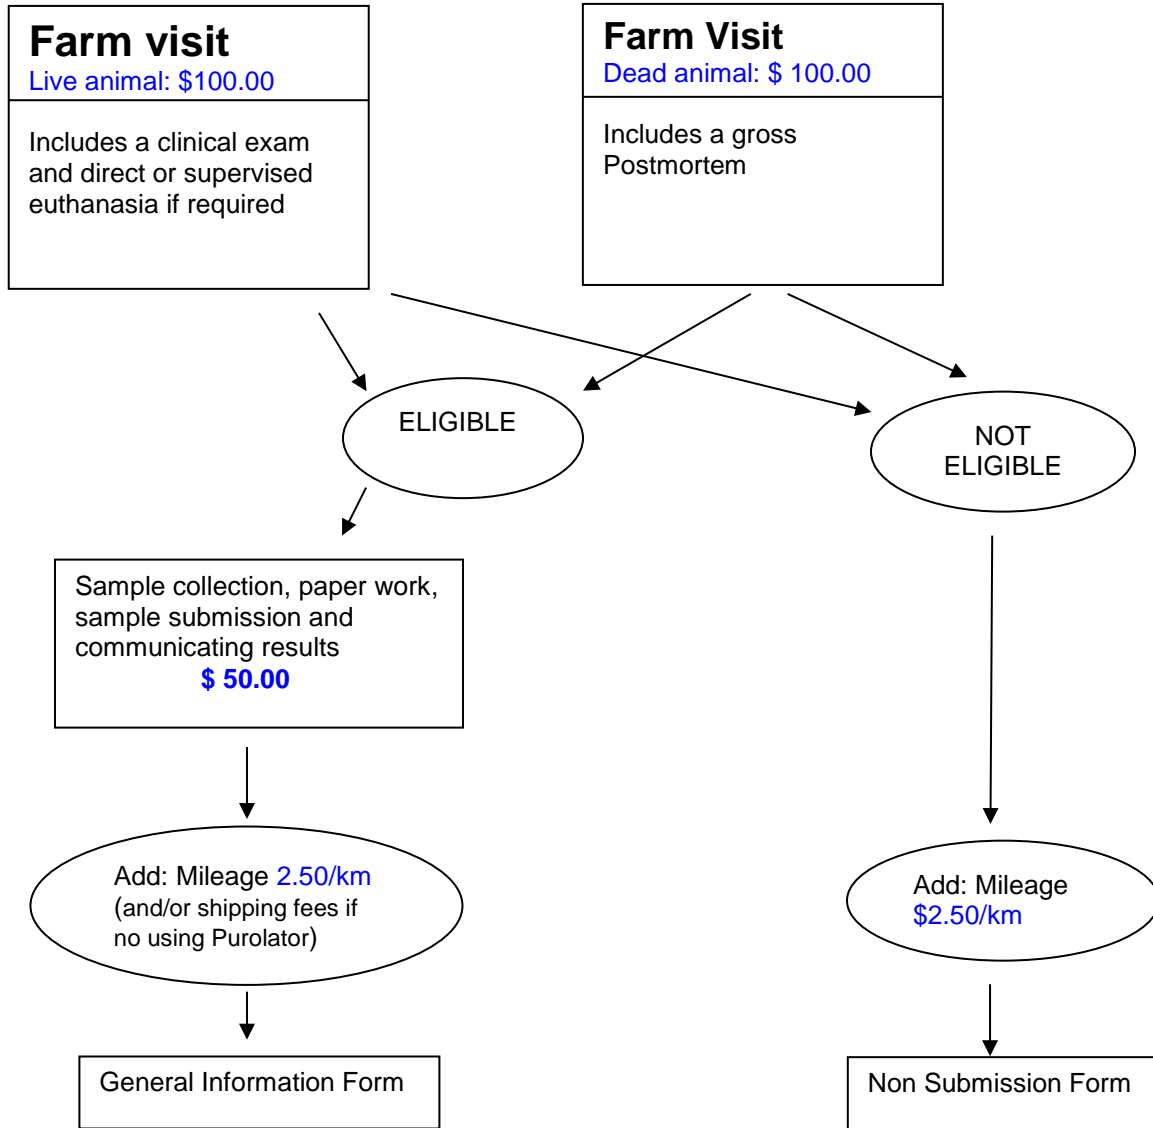 Farm visit
Live animal: $100.00
Includes a clinical exam
and direct or supervised
euthanasia if required
Farm Visit
Dead animal: $ 100.00
Includes a gross
Postmortem
ELIGIBLE
NOT
ELIGIBLE
Sample collection, paper work,
sample submission and
communicating results
$ 50.00
Add: Mileage 2.50/km
(and/or shipping fees if
no using Purolator)
Add: Mileage
$2.50/km
General Information Form
Non Submission Form